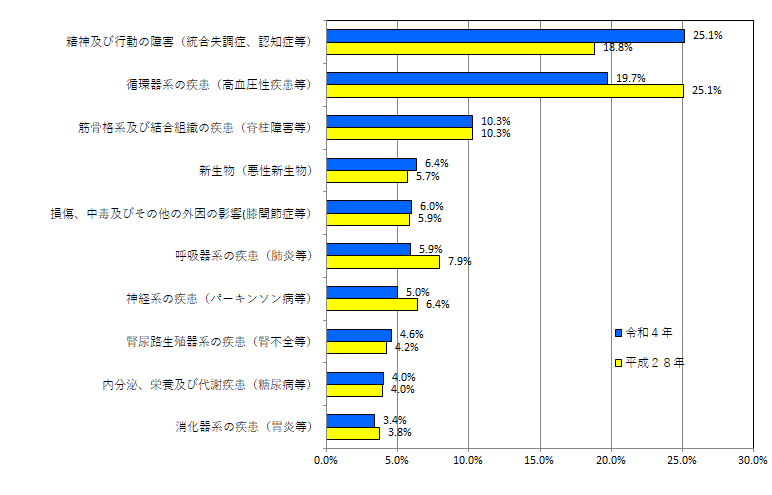 精神及び行動の障害（統合失調症、認知症等）
25.1%
18.8%
循環器系の疾患（高血圧性疾患等）
19.7%
25.1%
筋骨格系及び結合組織の疾患（脊柱障害等）
10.3%
10.3%
新生物（悪性新生物）
6.4%
5.7%
損傷、中毒及びその他の外因の影響(膝関節症等）
6.0%
5.9%
呼吸器系の疾患（肺炎等）
5.9%
7.9%
神経系の疾患（パーキンソン病等）
5.0%
6.4%
腎尿路生殖器系の疾患（腎不全等）
4.6%
4.2%
内分泌、栄養及び代謝疾患（糖尿病等）
4.0%
4.0%
消化器系の疾患（胃炎等）
3.4%
3.8%
令和４年
平成２８年
0.0% 5.0% 10.0% 15.0% 20.0% 25.0% 30.0%